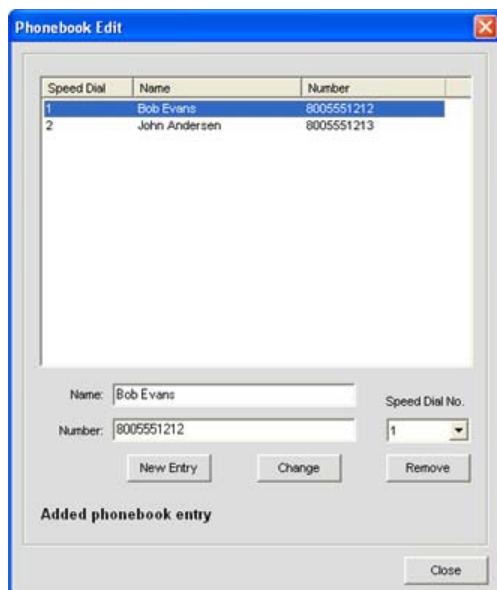 Phonebook Edit
Speed Dial Name Number
1 Bob Evans 8005551212
2 John Andersen 8005551213
Name: Bob Evans
Speed Dial No.
Number: 8005551212 1
New Entry Change Remove
Added phonebook entry
Close